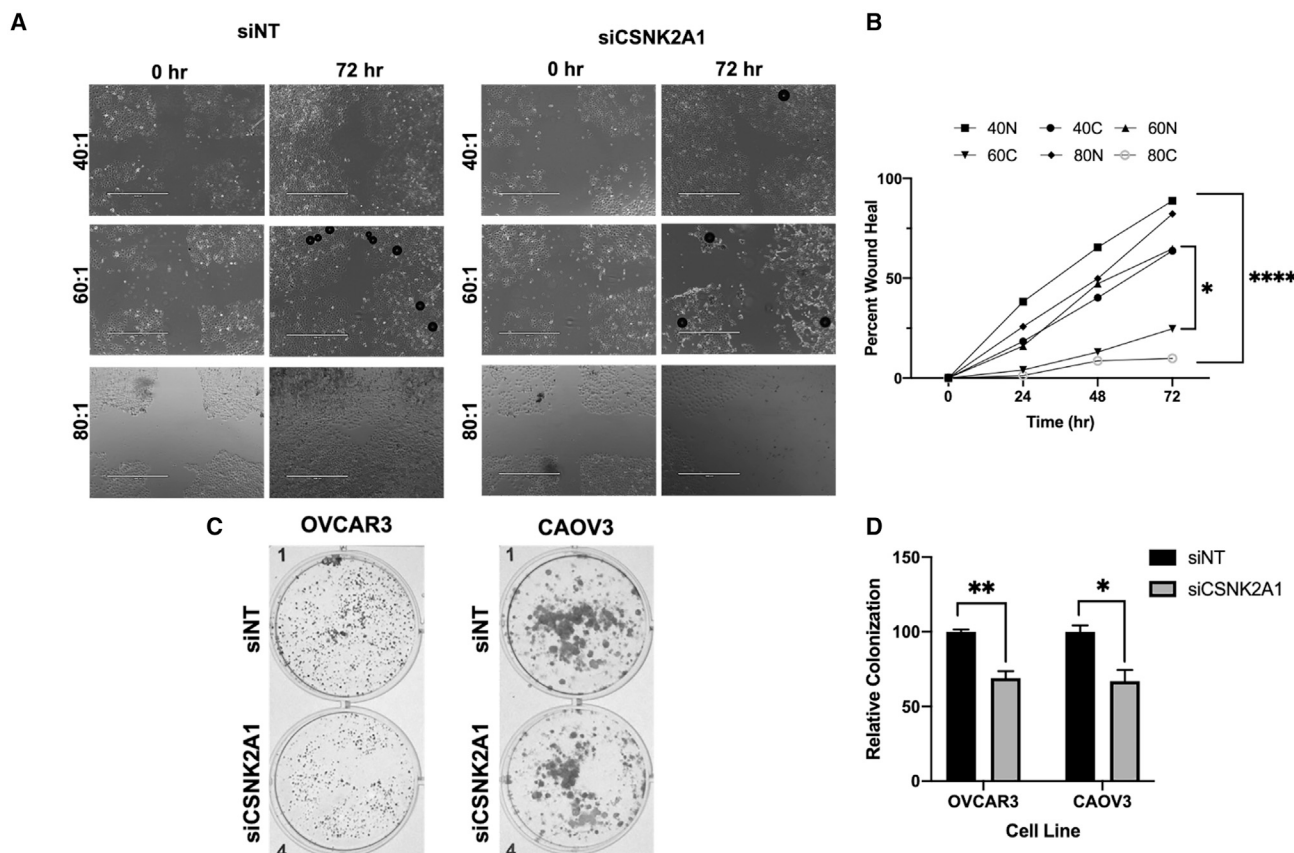 A
siNT
siCSNK2A1
0 hr
72 hr
0 hr
72 hr
40:1
60:1
80:1
40:1
60:1
80:1
B
40N
40C
60N
60C
80N
80C
Percent Wound Heal
100
50
0
0
24
48
72
Time (hr)
*
****
C
OVCAR3
CAOV3
siNT
siCSNK2A1
siNT
siCSNK2A1
1
4
1
4
D
siNT
siCSNK2A1
Relative Colonization
150
100
50
0
**
*
OVCAR3
CAOV3
Cell Line